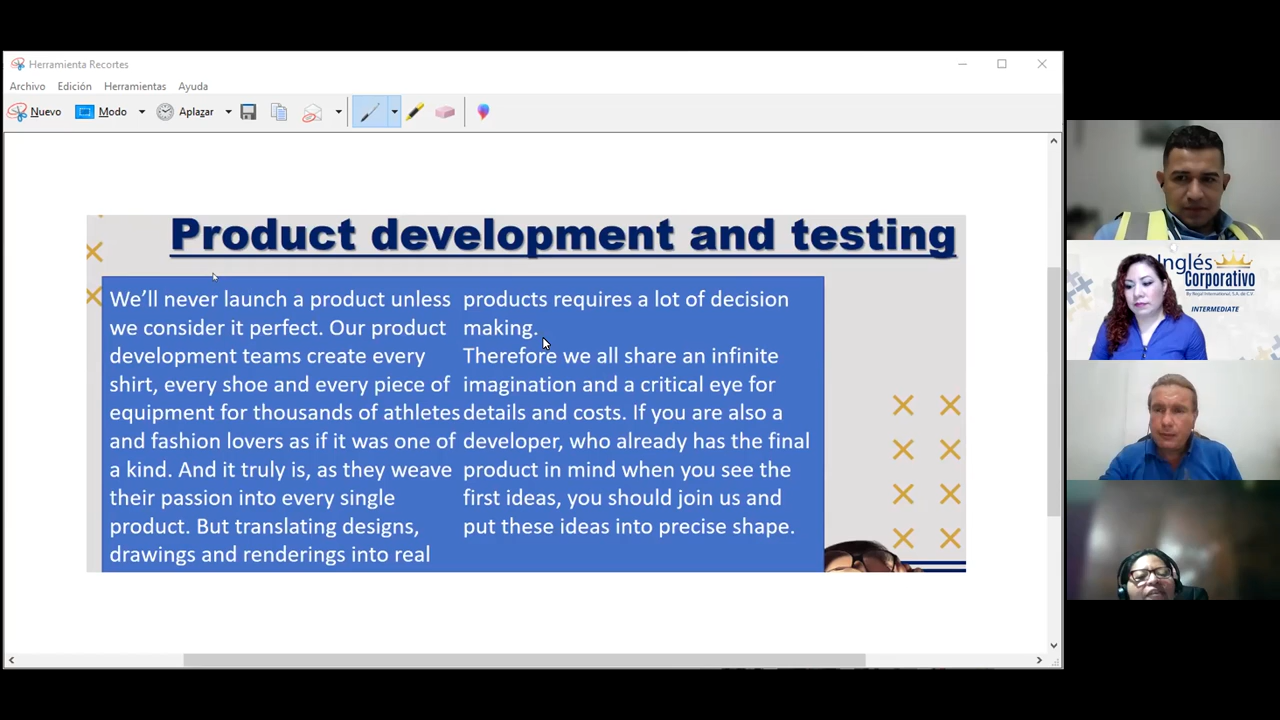 Herramienta Recortes
Archivo Edición Herramientas Ayuda
Nuevo Modo Aplazar
Product development and testing
We'll never launch a product unless
we consider it perfect. Our product
development teams create every
shirt, every shoe and every piece of
equipment for thousands of athletes
and fashion lovers as if it was one of
a kind. And it truly is, as they weave
their passion into every single
product. But translating designs,
drawings and renderings into real
products requires a lot of decision
making.
Therefore we all share an infinite
imagination and a critical eye for
details and costs. If you are also a
developer, who already has the final
product in mind when you see the
first ideas, you should join us and
put these ideas into precise shape.
Inglés
Corporativo
By Regal International, S.A. de C.V.
INTERMEDIATE